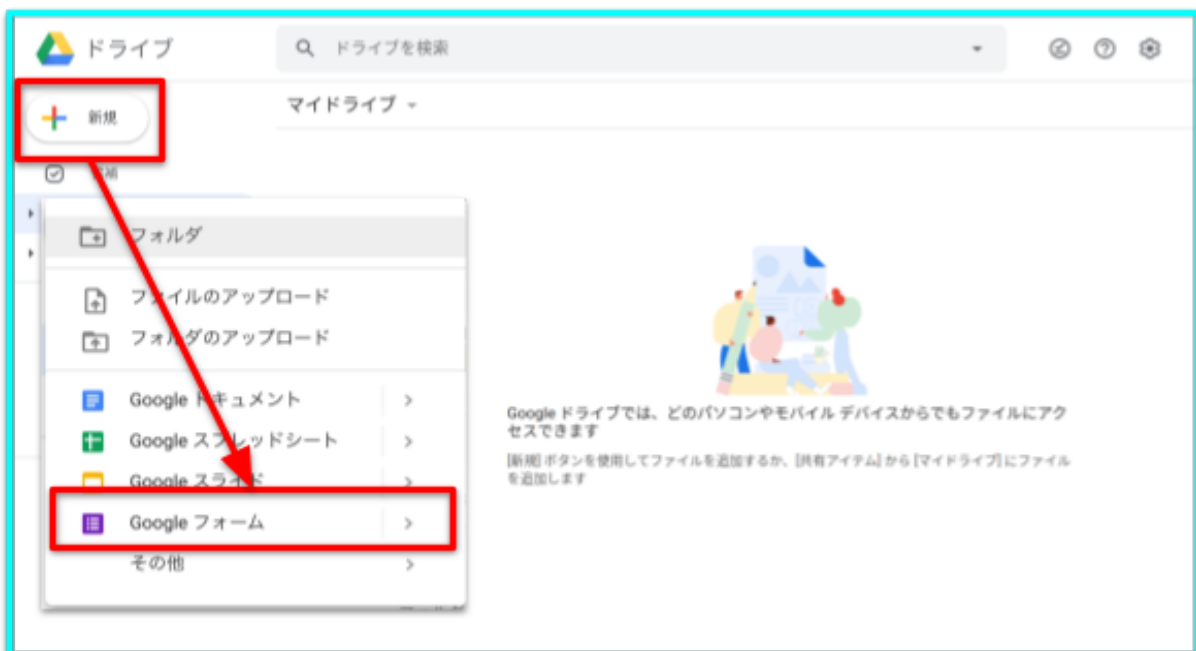 ドライブ
ドライブを検索
新規
マイドライブ
フォルダ
ファイルのアップロード
フォルダのアップロード
Google ドキュメント
Google スプレッドシート
Google スライド
Google フォーム
その他
Google ドライブでは、どのパソコンやモバイル デバイスからでもファイルにアク
セスできます
[新規] ボタンを使用してファイルを追加するか、[共有アイテム] から [マイドライブ] にファイル
を追加します